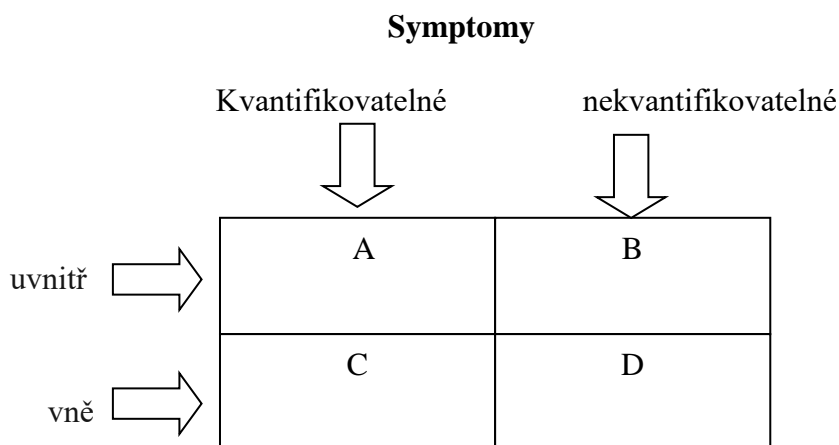 Symptomy
Kvantifikovatelné nekvantifikovatelné
A B
uvnitř
C D
vně